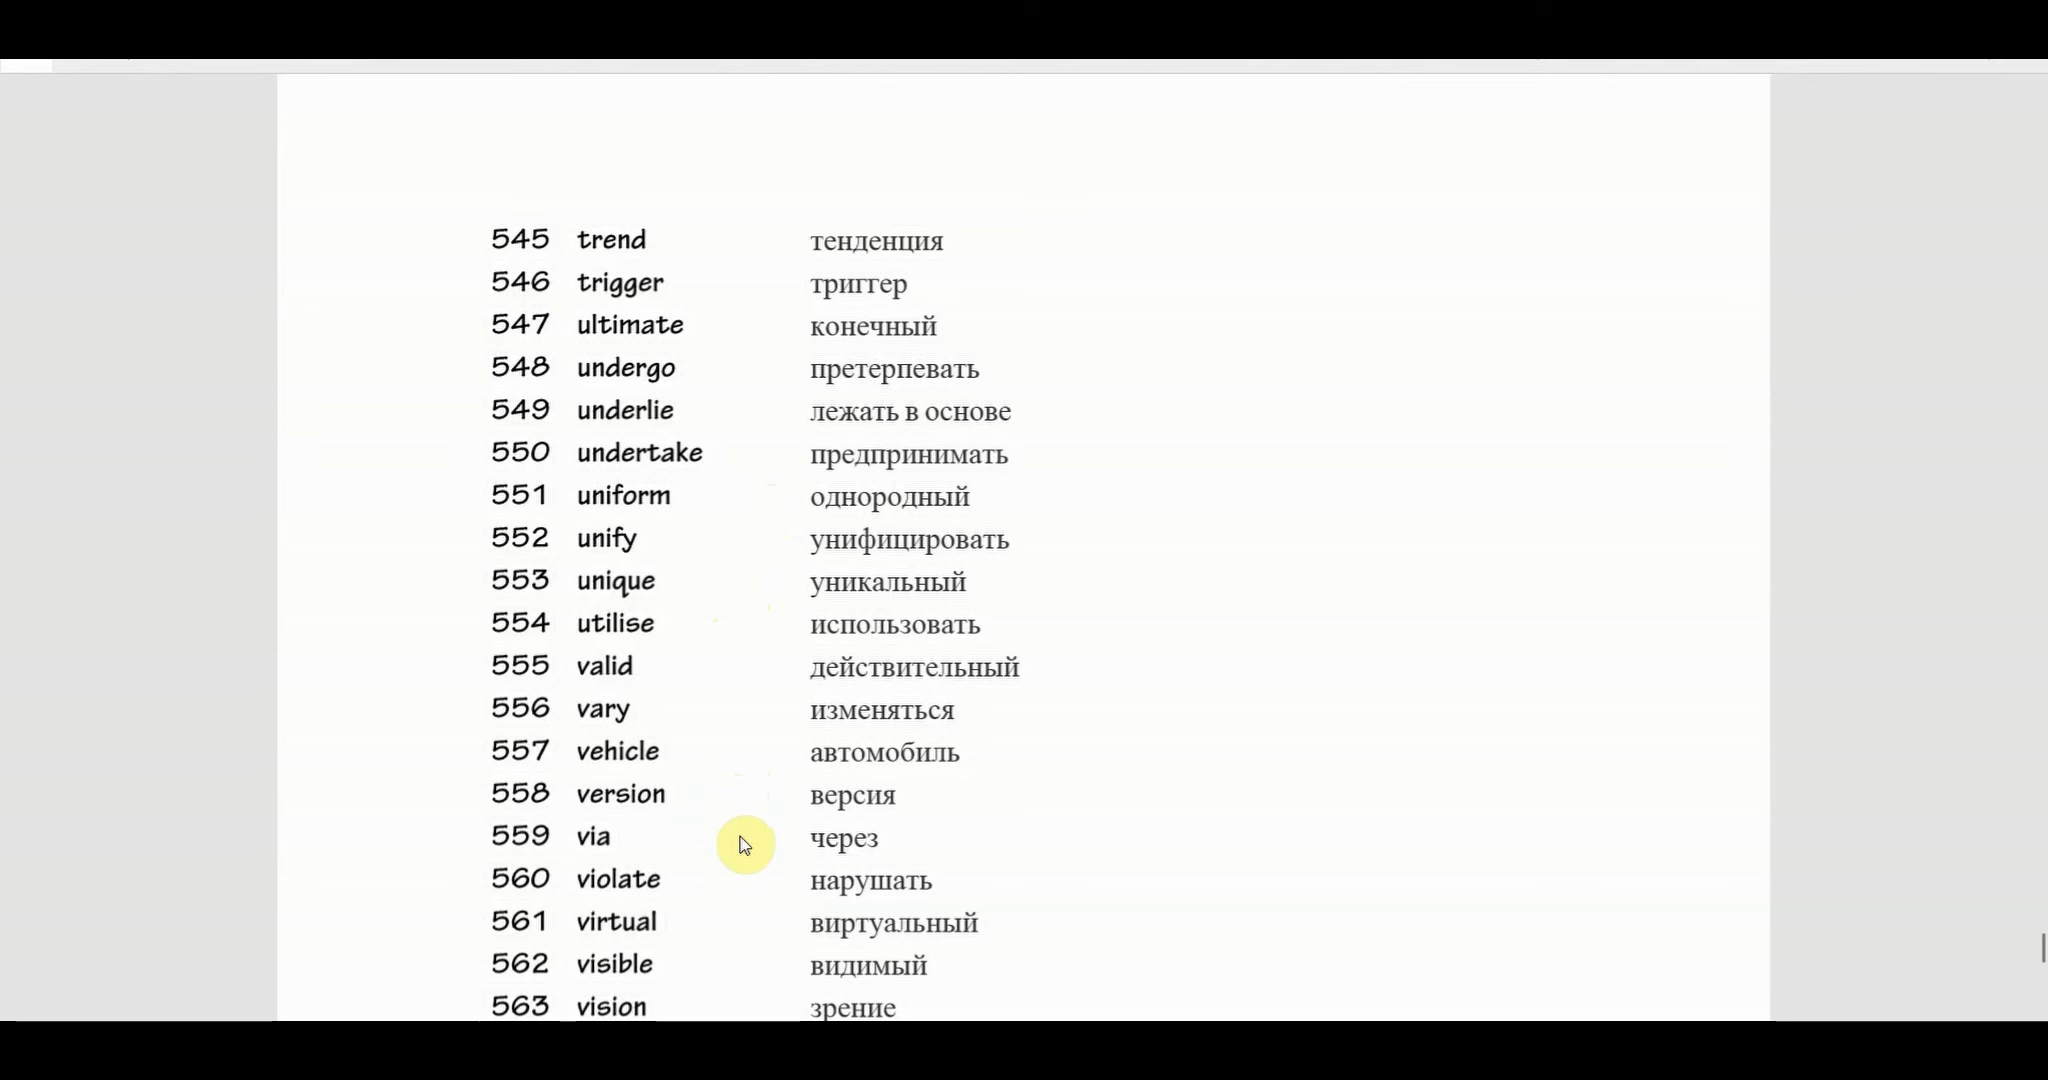 545 trend тенденция
546 trigger триггер
547 ultimate конечный
548 undergo претерпевать
549 underlie лежать в основе
550 undertake предпринимать
551 uniform однородный
552 unify унифицировать
553 unique уникальный
554 utilise использовать
555 valid действительный
556 vary изменяться
557 vehicle автомобиль
558 version версия
559 via через
560 violate нарушать
561 virtual виртуальный
562 visible видимый
563 vision зрение